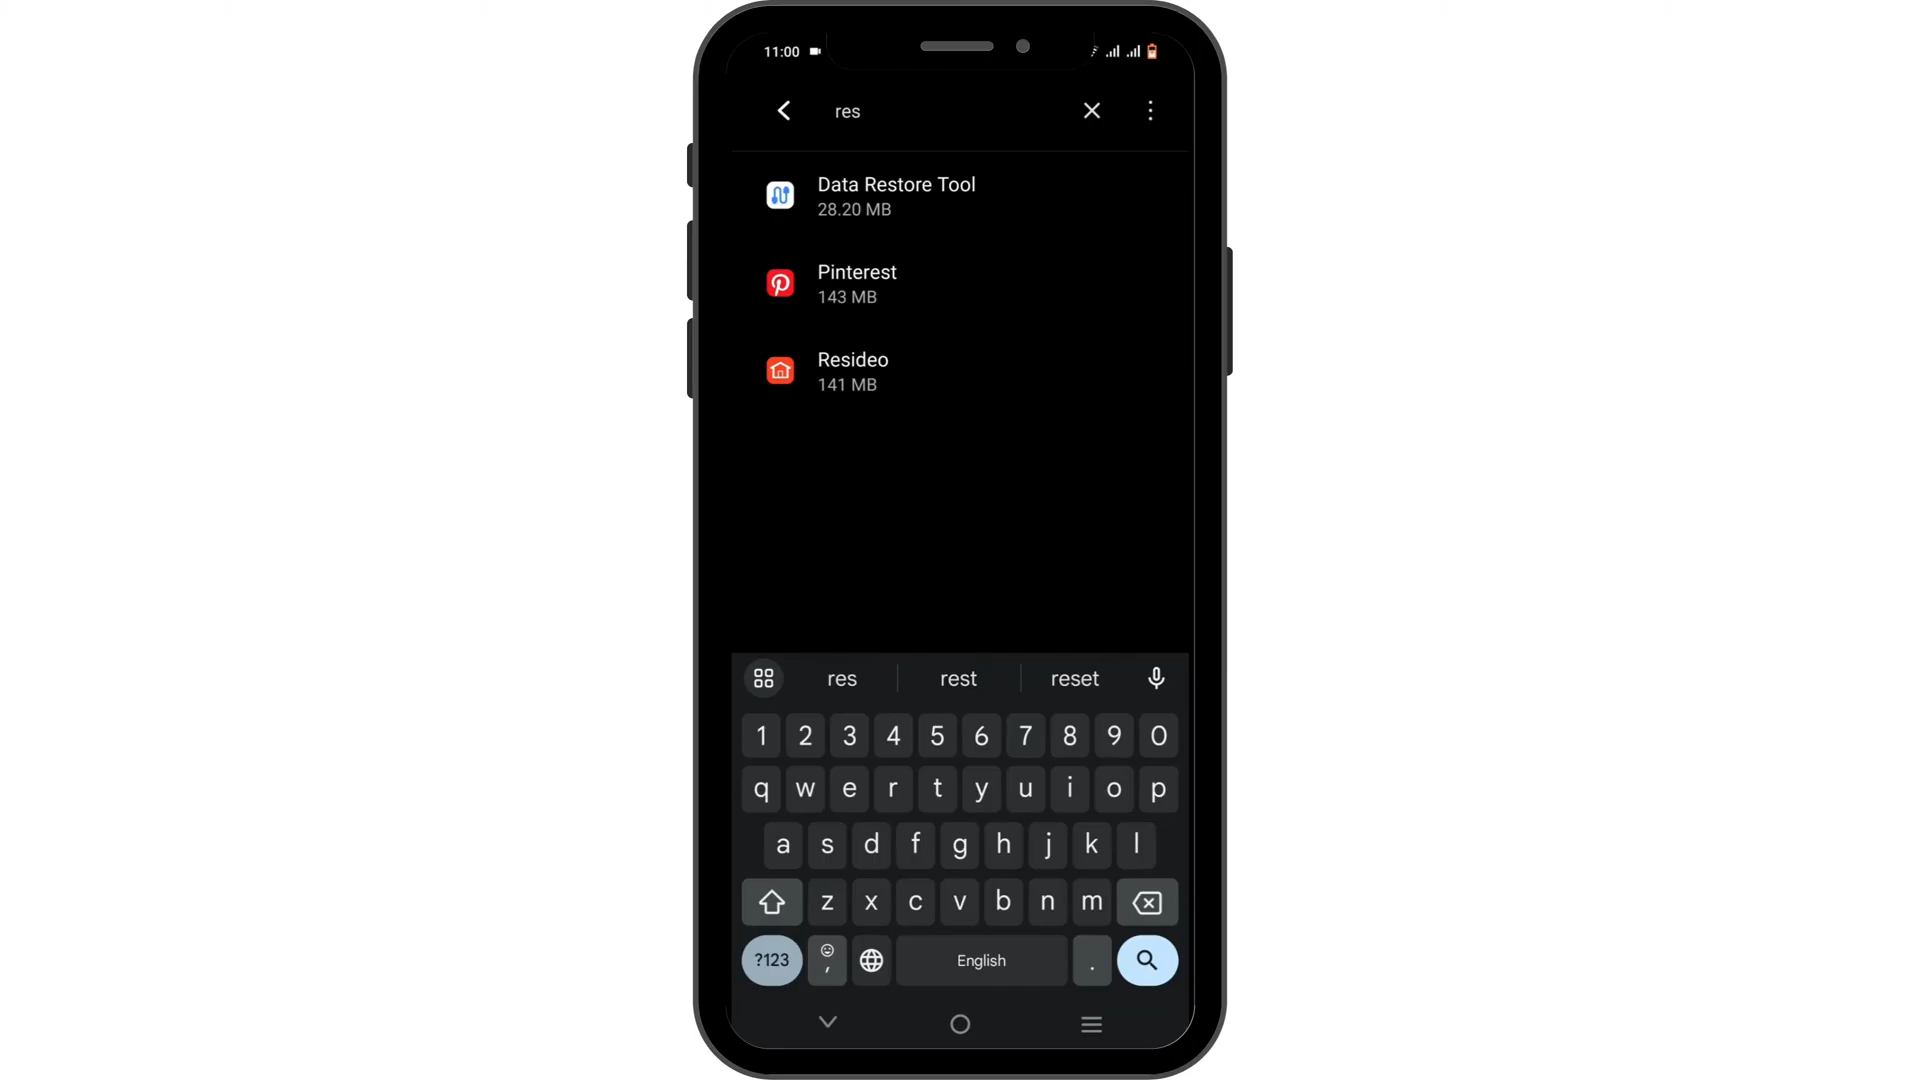 11:00
res
Data Restore Tool
28.20 MB
Pinterest
143 MB
Resideo
141 MB
res rest reset
1 2 3 4 5 6 7 8 9 0
q w e r t y u i o p
a s d f g h j k l
z x c v b n m
?123 , English .